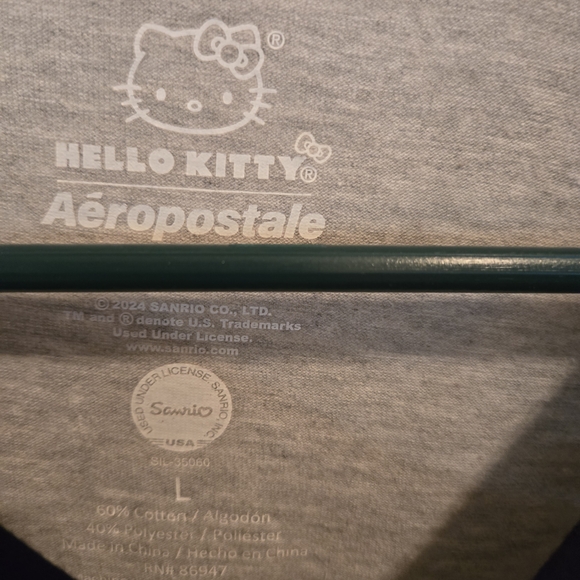 ®
HELLO KITTY®
Aéropostale
© 2024 SANRIO CO., LTD.
TM and ® denote U.S. Trademarks
Used Under License.
www.sanrio.com
USED UNDER LICENSE. SANRIO INC.
Sanrio
USA
SIL-35060
L
60% Cotton / Algodón
40% Polyester / Poliéster
Made in China / Hecho en China
RN# 86947